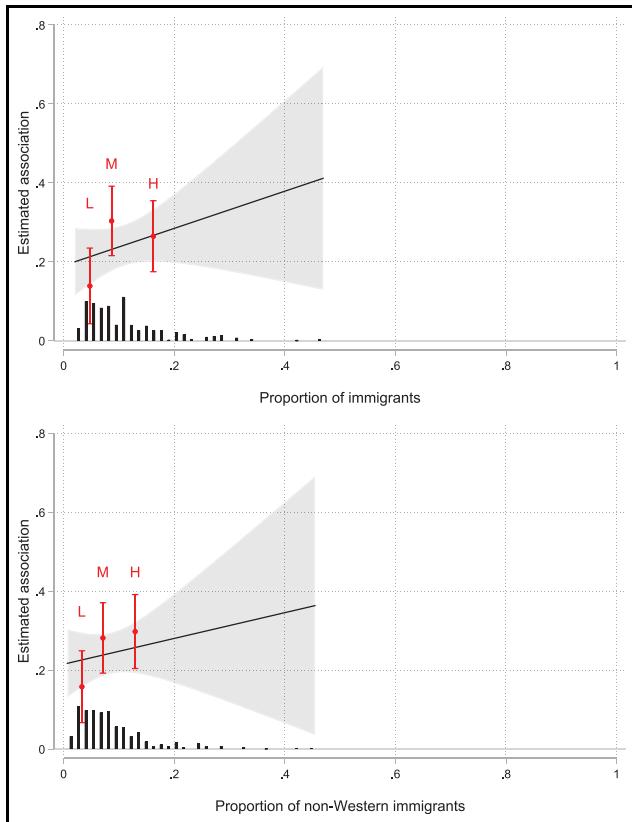 .8
.6
.4
.2
0
Estimated association
L
M
H
0
.2
.4
.6
.8
1
Proportion of immigrants
.8
.6
.4
.2
0
Estimated association
L
M
H
0
.2
.4
.6
.8
1
Proportion of non-Western immigrants